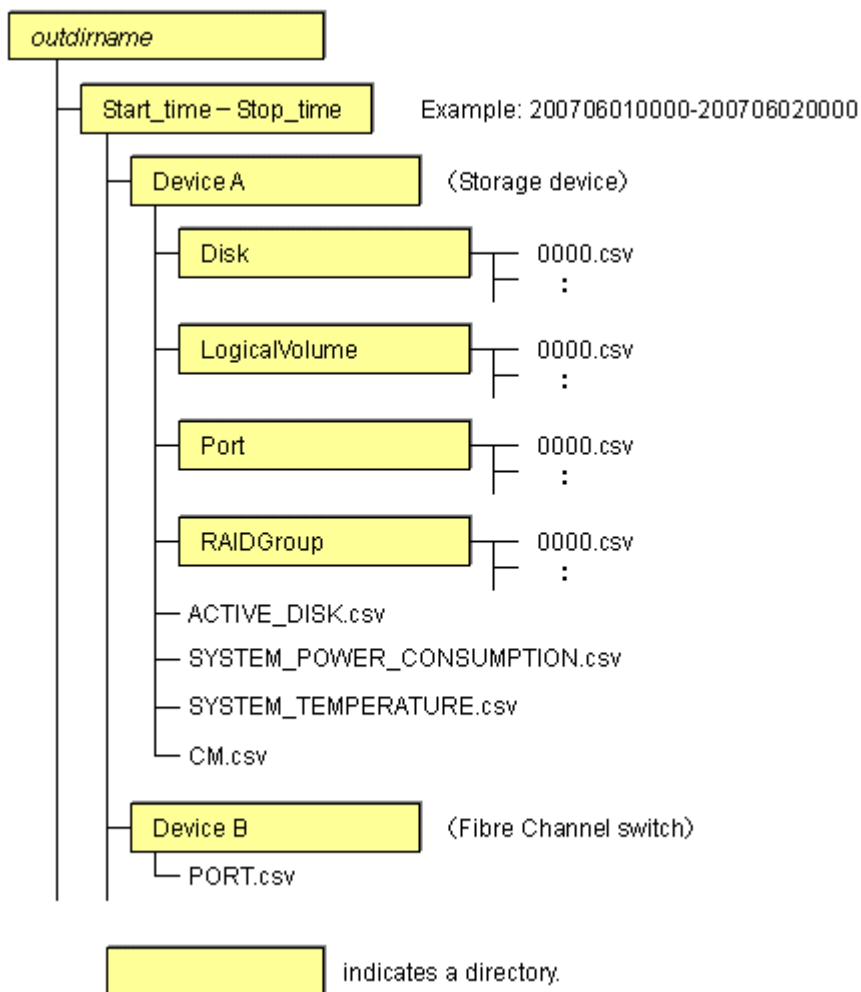 outdirname
Start_time – Stop_time Example: 200706010000-200706020000
Device A (Storage device)
Disk 0000.csv
:
LogicalVolume 0000.csv
:
Port 0000.csv
:
RAIDGroup 0000.csv
:
ACTIVE_DISK.csv
SYSTEM_POWER_CONSUMPTION.csv
SYSTEM_TEMPERATURE.csv
CM.csv
Device B (Fibre Channel switch)
PORT.csv
indicates a directory.